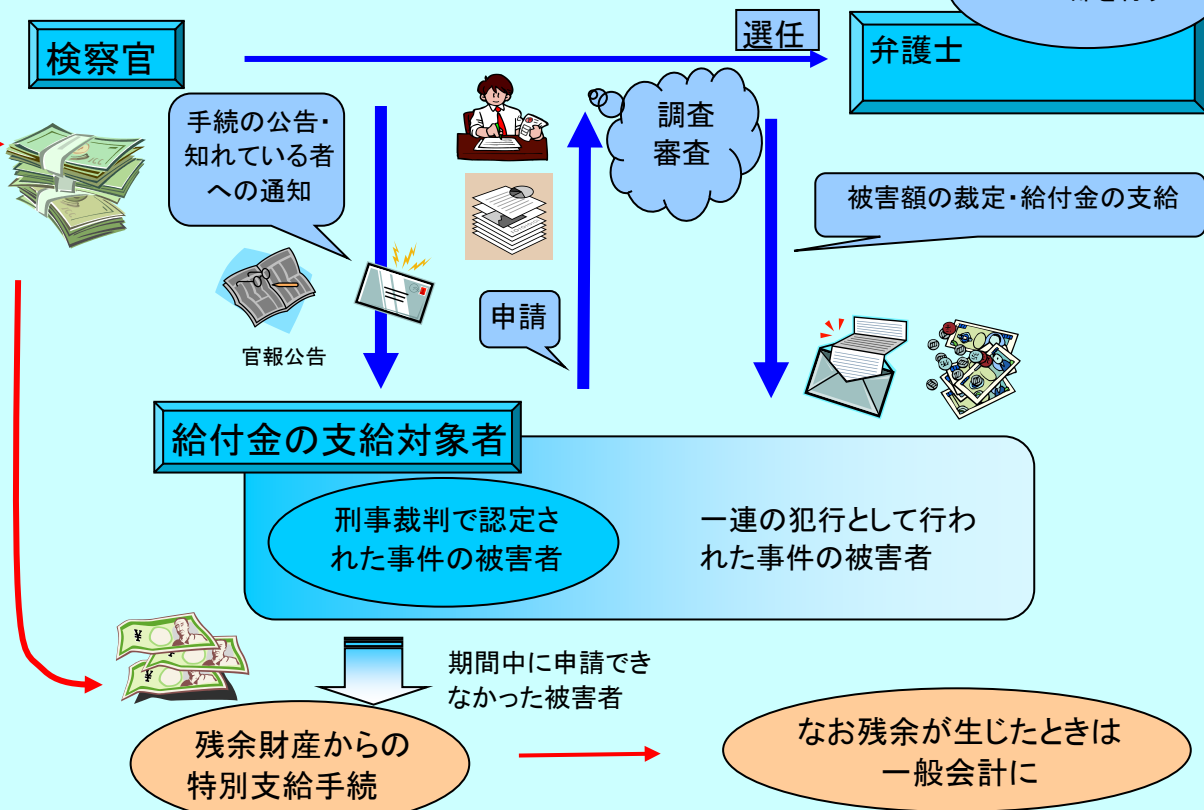 選任
検察官
弁護士
手続の公告・
知れている者
への通知
調査
審査
被害額の裁定・給付金の支給
申請
官報公告
給付金の支給対象者
刑事裁判で認定さ
れた事件の被害者
一連の犯行として行わ
れた事件の被害者
期間中に申請でき
なかった被害者
残余財産からの
特別支給手続
なお残余が生じたときは
一般会計に